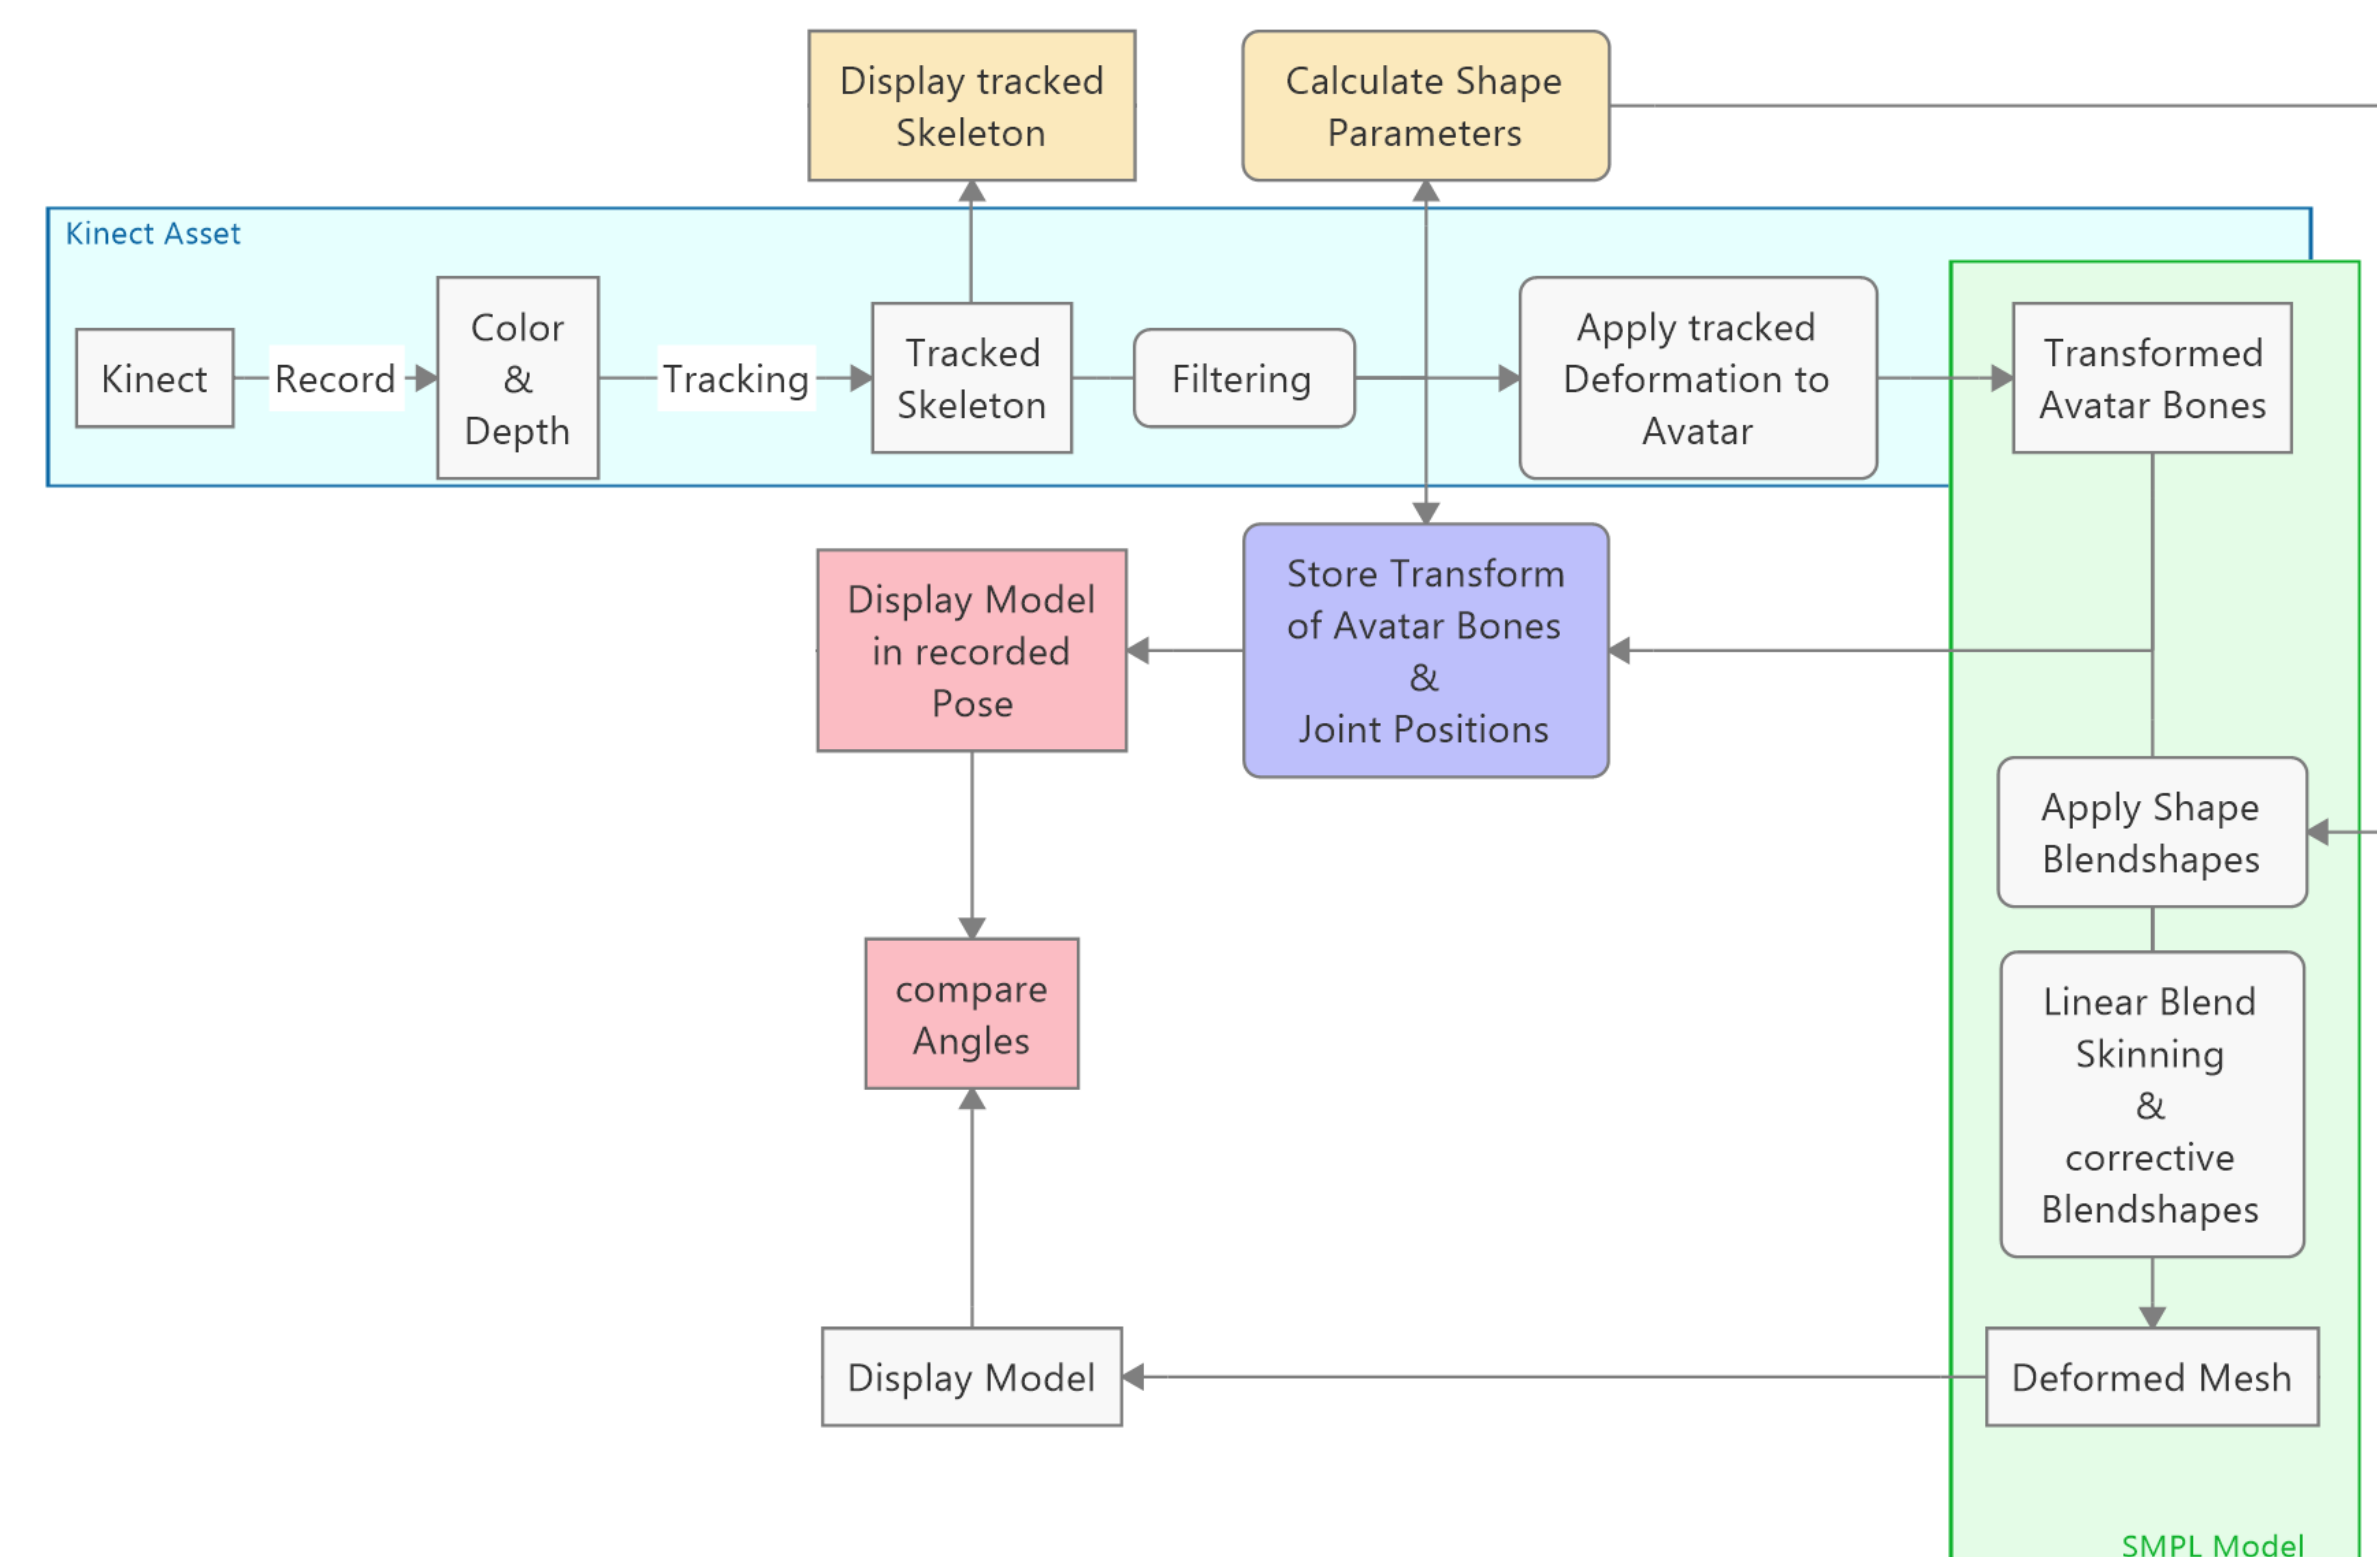 Display tracked
Skeleton
Calculate Shape
Parameters
Kinect Asset
Kinect
Record
Color
&
Depth
Tracking
Tracked
Skeleton
Filtering
Apply tracked
Deformation to
Avatar
Transformed
Avatar Bones
Display Model
in recorded
Pose
Store Transform
of Avatar Bones
&
Joint Positions
Apply Shape
Blendshapes
compare
Angles
Linear Blend
Skinning
&
corrective
Blendshapes
Display Model
Deformed Mesh
SMPL Model